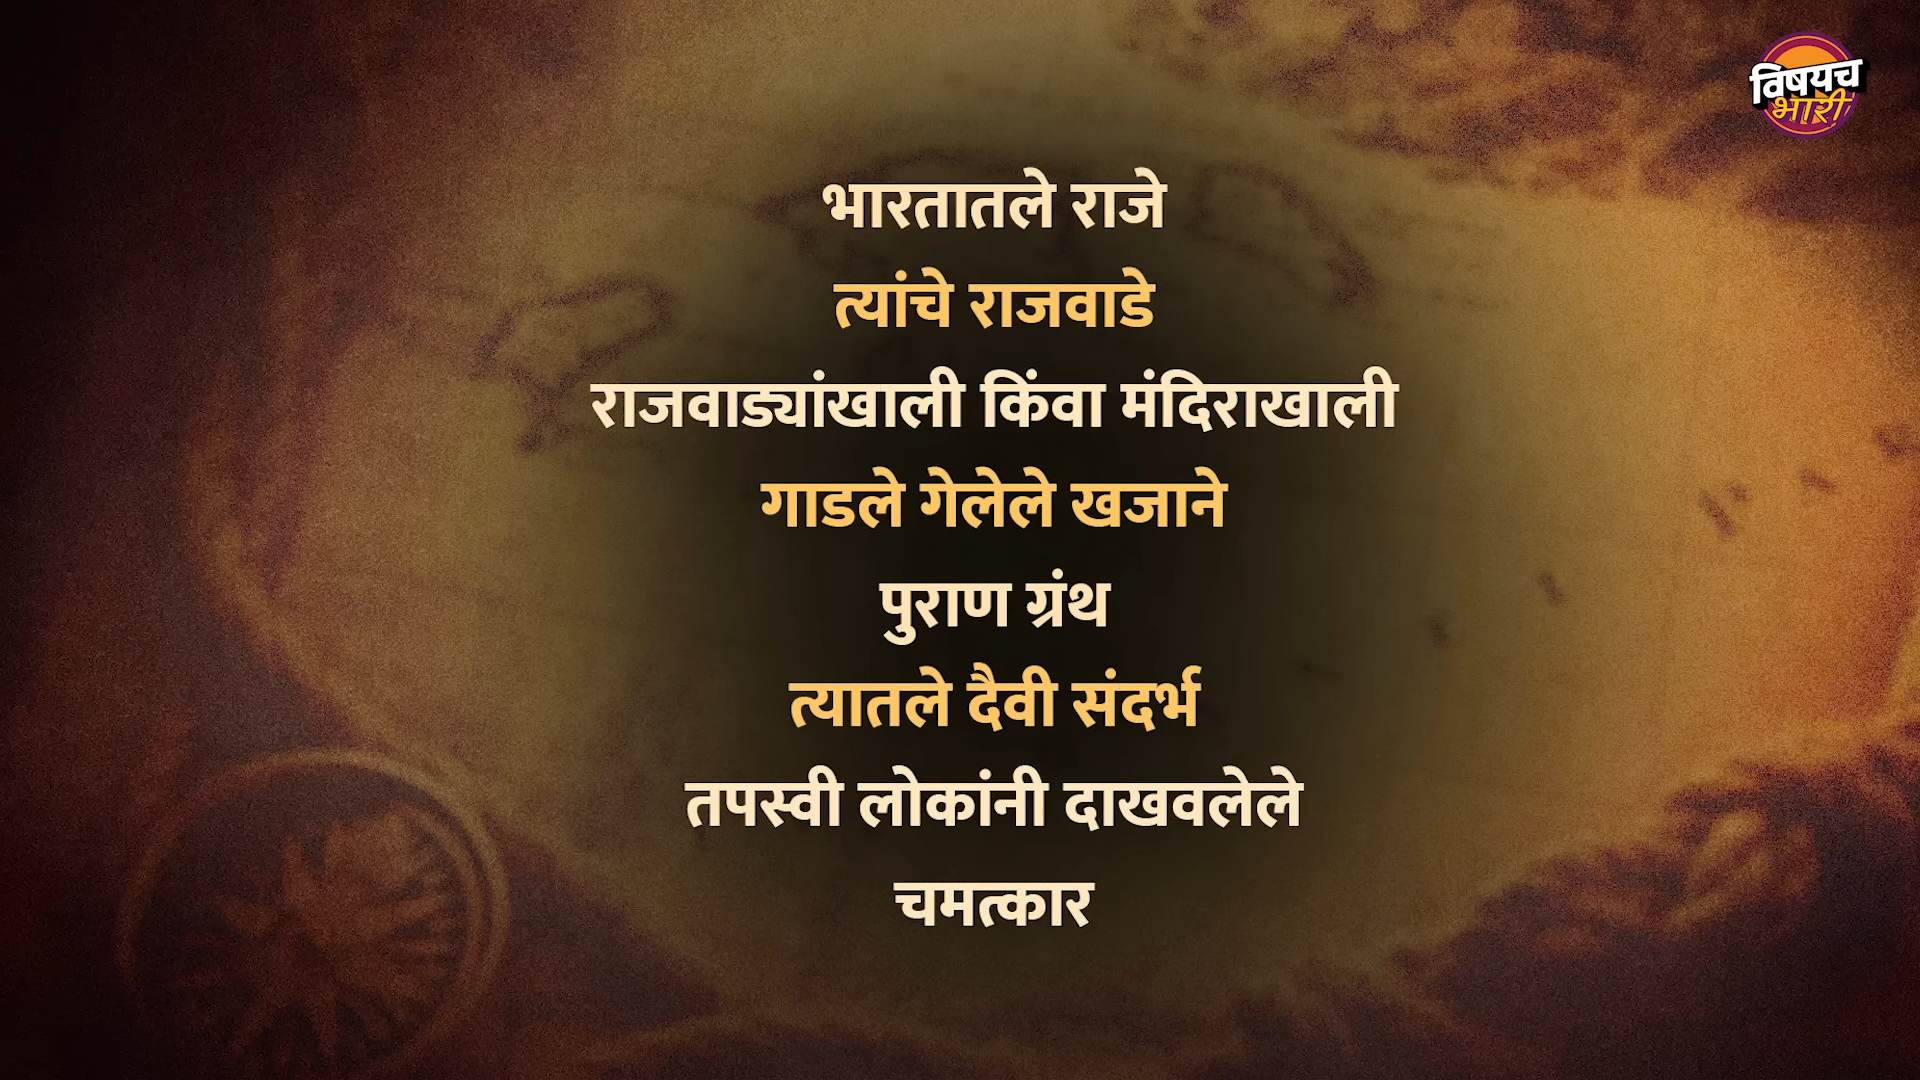 विषयच
भारी
भारतातले राजे
त्यांचे राजवाडे
राजवाड्यांखाली किंवा मंदिराखाली
गाडले गेलेले खजाने
पुराण ग्रंथ
त्यातले दैवी संदर्भ
तपस्वी लोकांनी दाखवलेले
चमत्कार